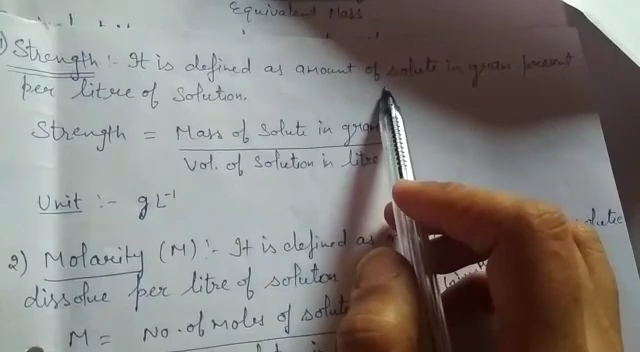 Equivalent Mass
1) Strength :- It is defined as amount of solute in gram present
per litre of solution.
Strength = Mass of solute in gram
Vol. of solution in litre
Unit :- gL⁻¹
2) Molarity (M) :- It is defined as
dissolve per litre of solution
M = No. of moles of solute